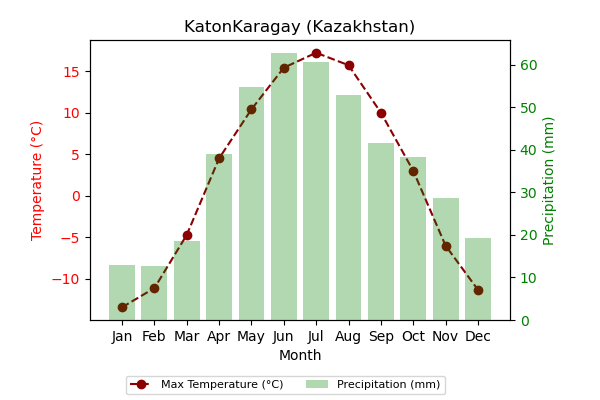 KatonKaragay (Kazakhstan)
15
10
5
0
−5
−10
Temperature (°C)
60
50
40
30
20
10
0
Precipitation (mm)
Jan Feb Mar Apr May Jun Jul Aug Sep Oct Nov Dec
Month
Max Temperature (°C) Precipitation (mm)